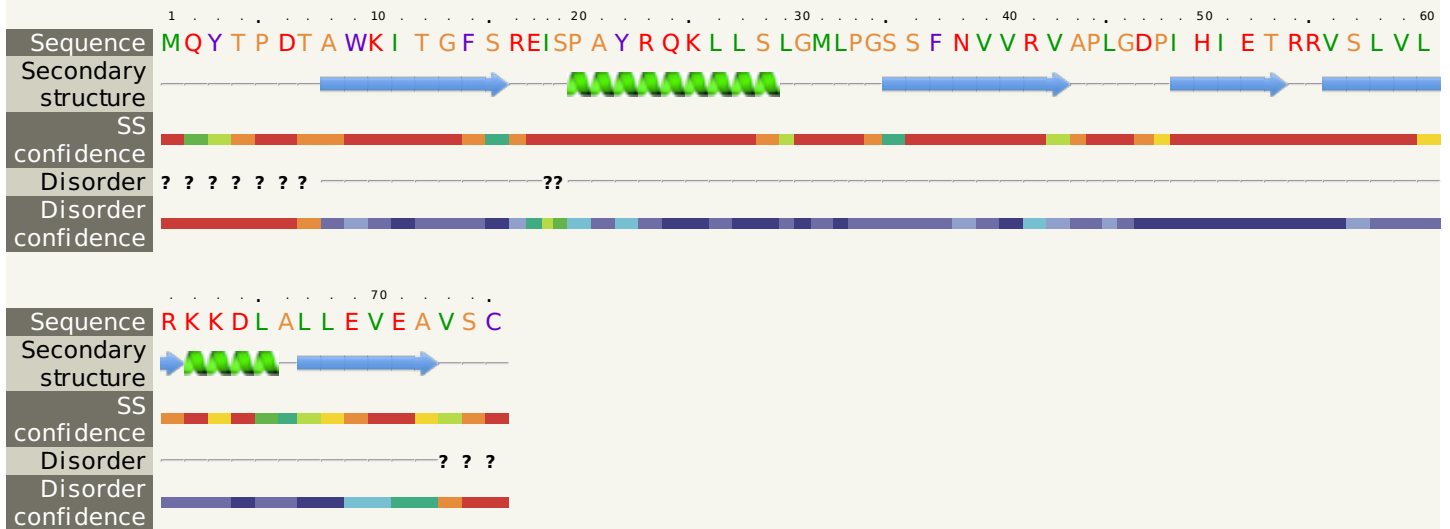 1 10 20 30 40 50 60
Sequence M Q Y T P D T A W K I T G F S R E I S P A Y R Q K L L S L G M L P G S S F N V V R V A P L G D P I H I E T R R V S L V L
Secondary
structure
SS
confidence
Disorder ? ? ? ? ? ? ? ? ?
Disorder
confidence
70
Sequence R K K D L A L L E V E A V S C
Secondary
structure
SS
confidence
Disorder ? ? ?
Disorder
confidence